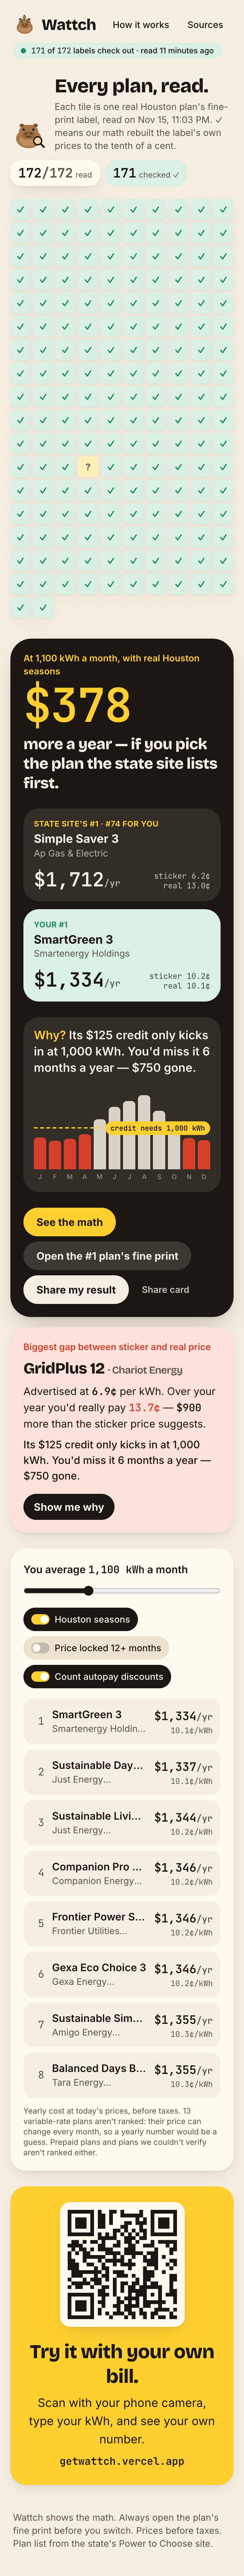 Wattch
How it works
Sources
171 of 172 labels check out · read 11 minutes ago
Every plan, read.
Each tile is one real Houston plan's fine-
print label, read on Nov 15, 11:03 PM. ✓
means our math rebuilt the label's own
prices to the tenth of a cent.
172/172 read
171 checked ✓
✓ ✓ ✓ ✓ ✓ ✓ ✓ ✓ ✓ ✓
✓ ✓ ✓ ✓ ✓ ✓ ✓ ✓ ✓ ✓
✓ ✓ ✓ ✓ ✓ ✓ ✓ ✓ ✓ ✓
✓ ✓ ✓ ✓ ✓ ✓ ✓ ✓ ✓ ✓
✓ ✓ ✓ ✓ ✓ ✓ ✓ ✓ ✓ ✓
✓ ✓ ✓ ✓ ✓ ✓ ✓ ✓ ✓ ✓
✓ ✓ ✓ ✓ ✓ ✓ ✓ ✓ ✓ ✓
✓ ✓ ✓ ✓ ✓ ✓ ✓ ✓ ✓ ✓
✓ ✓ ✓ ✓ ✓ ✓ ✓ ✓ ✓ ✓
✓ ✓ ✓ ✓ ✓ ✓ ✓ ✓ ✓ ✓
✓ ✓ ✓ ✓ ✓ ✓ ✓ ✓ ✓ ✓
✓ ✓ ✓ ? ✓ ✓ ✓ ✓ ✓ ✓
✓ ✓ ✓ ✓ ✓ ✓ ✓ ✓ ✓ ✓
✓ ✓ ✓ ✓ ✓ ✓ ✓ ✓ ✓ ✓
✓ ✓ ✓ ✓ ✓ ✓ ✓ ✓ ✓ ✓
✓ ✓ ✓ ✓ ✓ ✓ ✓ ✓ ✓ ✓
✓ ✓ ✓ ✓ ✓ ✓ ✓ ✓ ✓ ✓
✓ ✓
At 1,100 kWh a month, with real Houston
seasons
$378
more a year — if you pick
the plan the state site lists
first.
STATE SITE'S #1 · #74 FOR YOU
Simple Saver 3
Ap Gas & Electric
$1,712/yr
sticker 6.2¢
real 13.0¢
YOUR #1
SmartGreen 3
Smartenergy Holdings
$1,334/yr
sticker 10.2¢
real 10.1¢
Why? Its $125 credit only kicks
in at 1,000 kWh. You'd miss it 6
months a year — $750 gone.
credit needs 1,000 kWh
J F M A M J J A S O N D
See the math
Open the #1 plan's fine print
Share my result
Share card
Biggest gap between sticker and real price
GridPlus 12 · Chariot Energy
Advertised at 6.9¢ per kWh. Over your
year you'd really pay 13.7¢ — $900
more than the sticker price suggests.
Its $125 credit only kicks in at 1,000
kWh. You'd miss it 6 months a year —
$750 gone.
Show me why
You average 1,100 kWh a month
Houston seasons
Price locked 12+ months
Count autopay discounts
1 SmartGreen 3 $1,334/yr
Smartenergy Holdin... 10.1¢/kWh
2 Sustainable Day... $1,337/yr
Just Energy... 10.1¢/kWh
3 Sustainable Livi... $1,344/yr
Just Energy... 10.2¢/kWh
4 Companion Pro ... $1,346/yr
Companion Energy... 10.2¢/kWh
5 Frontier Power S... $1,346/yr
Frontier Utilities... 10.2¢/kWh
6 Gexa Eco Choice 3 $1,346/yr
Gexa Energy... 10.2¢/kWh
7 Sustainable Sim... $1,355/yr
Amigo Energy... 10.3¢/kWh
8 Balanced Days B... $1,355/yr
Tara Energy... 10.3¢/kWh
Yearly cost at today's prices, before taxes. 13
variable-rate plans aren't ranked: their price can
change every month, so a yearly number would be a
guess. Prepaid plans and plans we couldn't verify
aren't ranked either.
Try it with your own
bill.
Scan with your phone camera,
type your kWh, and see your own
number.
getwattch.vercel.app
Wattch shows the math. Always open the plan's
fine print before you switch. Prices before taxes.
Plan list from the state's Power to Choose site.